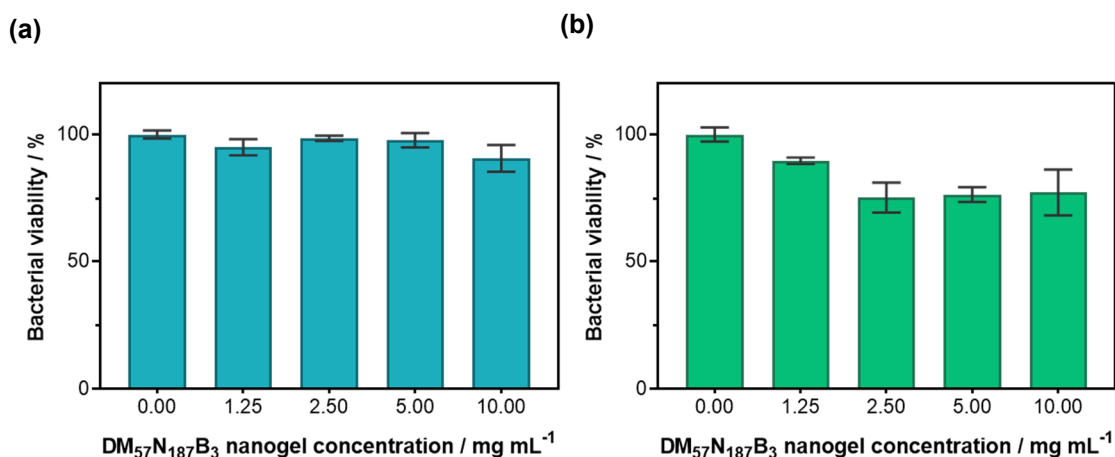 (a)
Bacterial viability / %
100
50
0
0.00 1.25 2.50 5.00 10.00
DM₅₇N₁₈₇B₃ nanogel concentration / mg mL⁻¹
(b)
Bacterial viability / %
100
50
0
0.00 1.25 2.50 5.00 10.00
DM₅₇N₁₈₇B₃ nanogel concentration / mg mL⁻¹